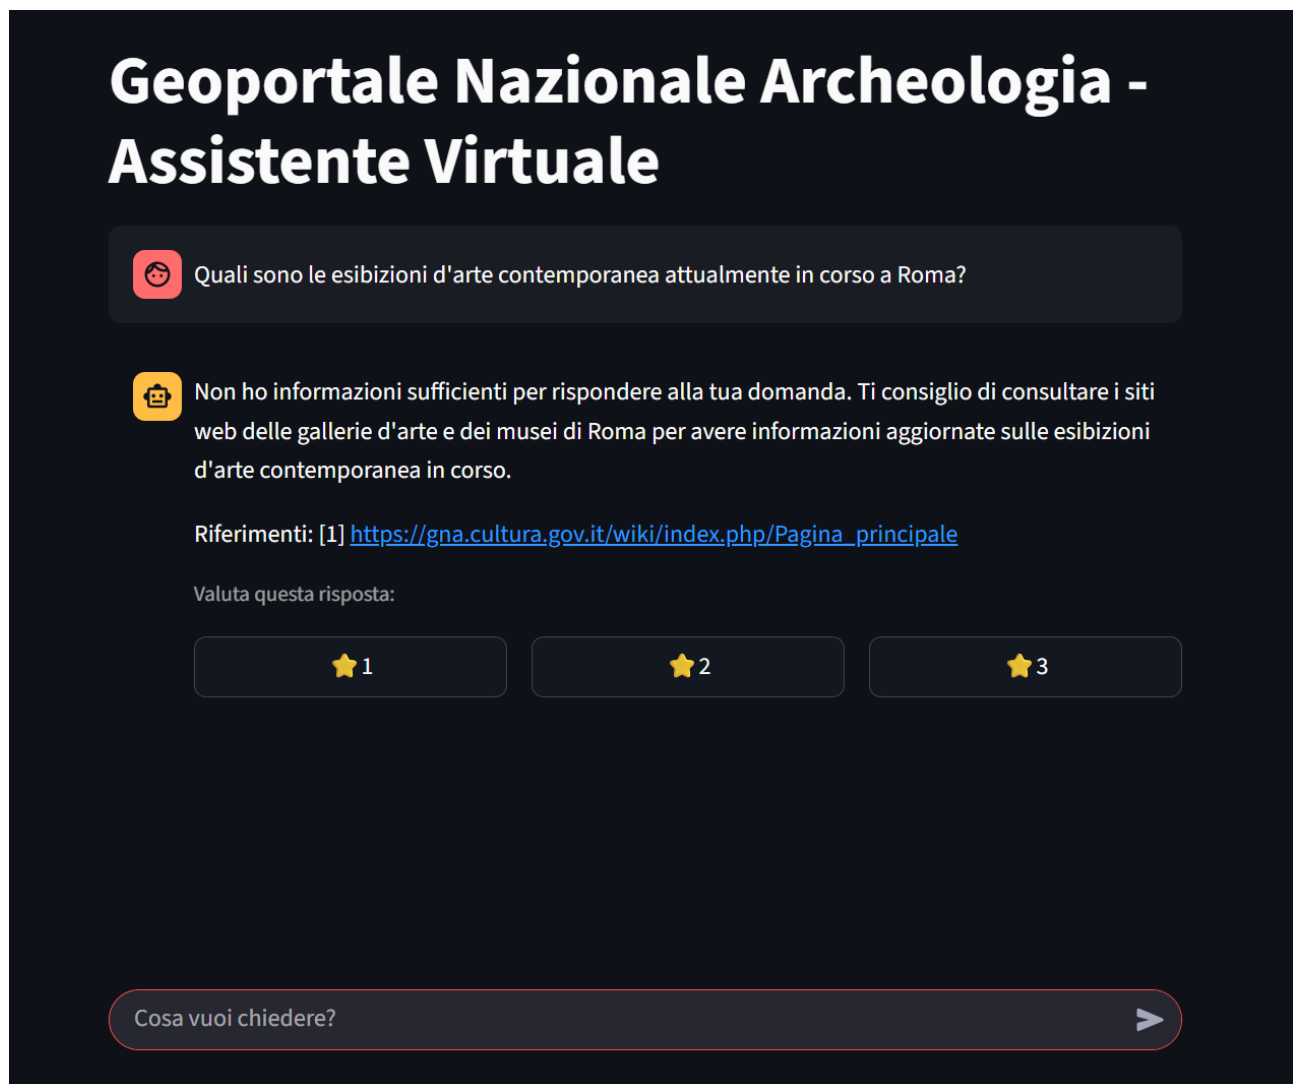 Geoportale Nazionale Archeologia -
Assistente Virtuale
Quali sono le esibizioni d'arte contemporanea attualmente in corso a Roma?
Non ho informazioni sufficienti per rispondere alla tua domanda. Ti consiglio di consultare i siti
web delle gallerie d'arte e dei musei di Roma per avere informazioni aggiornate sulle esibizioni
d'arte contemporanea in corso.
Riferimenti: [1] https://gna.cultura.gov.it/wiki/index.php/Pagina_principale
Valuta questa risposta:
⭐ 1 ⭐ 2 ⭐ 3
Cosa vuoi chiedere?